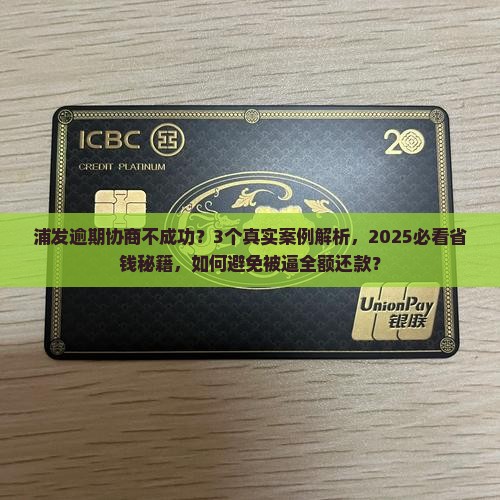 ICBC
20
CREDIT PLATINUM
浦发逾期协商不成功？3个真实案例解析，2025必看省
钱秘籍，如何避免被逼全额还款？
UnionPay
银联